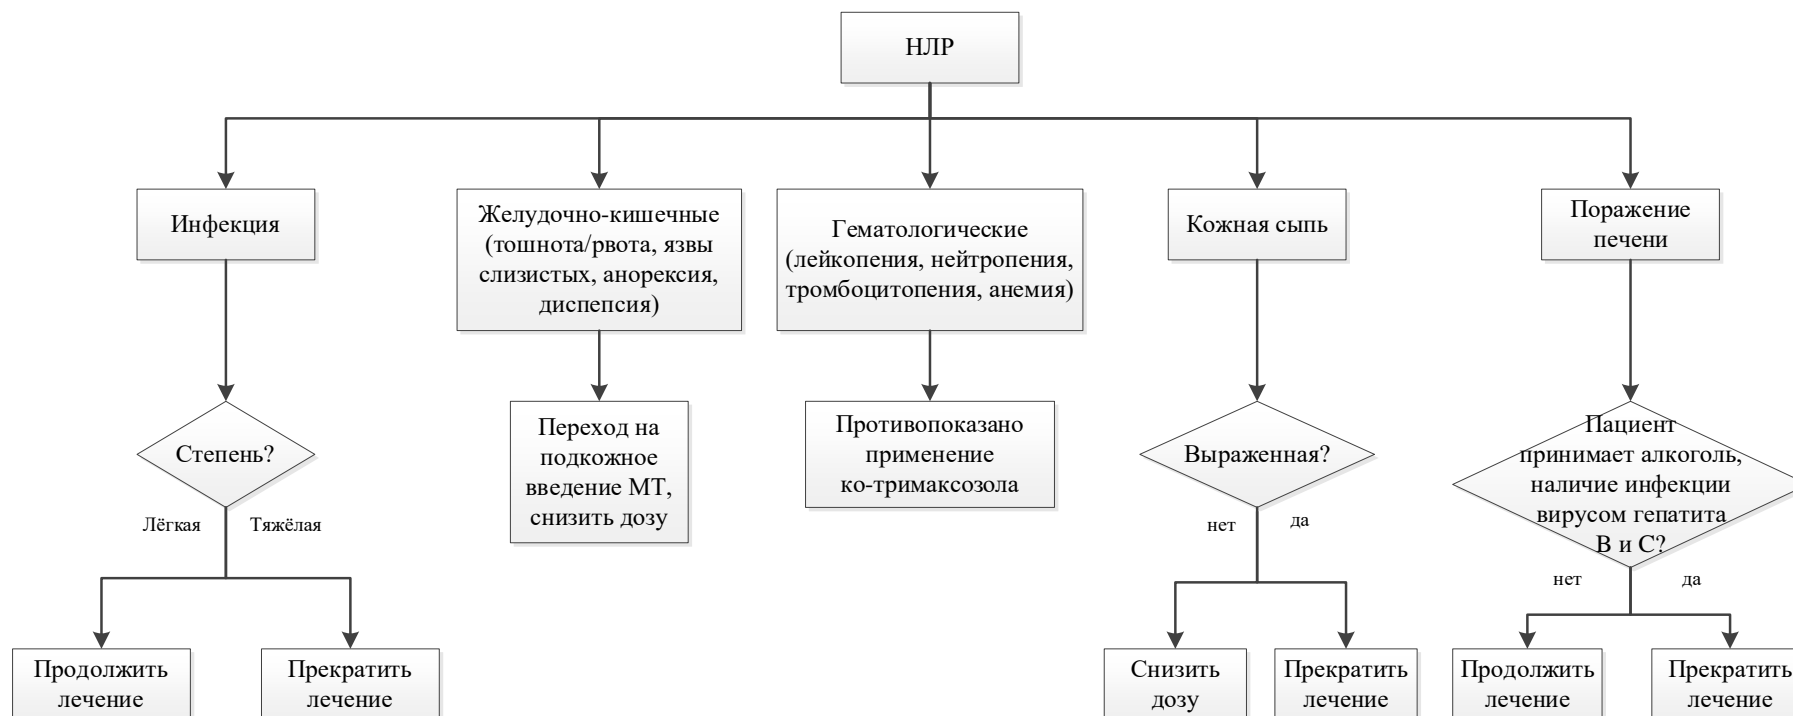 НЛР
Инфекция
Желудочно-кишечные
(тошнота/рвота, язвы
слизистых, анорексия,
диспепсия)
Гематологические
(лейкопения, нейтропения,
тромбоцитопения, анемия)
Кожная сыпь
Поражение
печени
Степень?
Переход на
подкожное
введение МТ,
снизить дозу
Противопоказано
применение
ко-тримаксозола
Выраженная?
Пациент
принимает алкоголь,
наличие инфекции
вирусом гепатита
В и С?
Лёгкая
Тяжёлая
нет
да
нет
да
Продолжить
лечение
Прекратить
лечение
Снизить
дозу
Прекратить
лечение
Продолжить
лечение
Прекратить
лечение